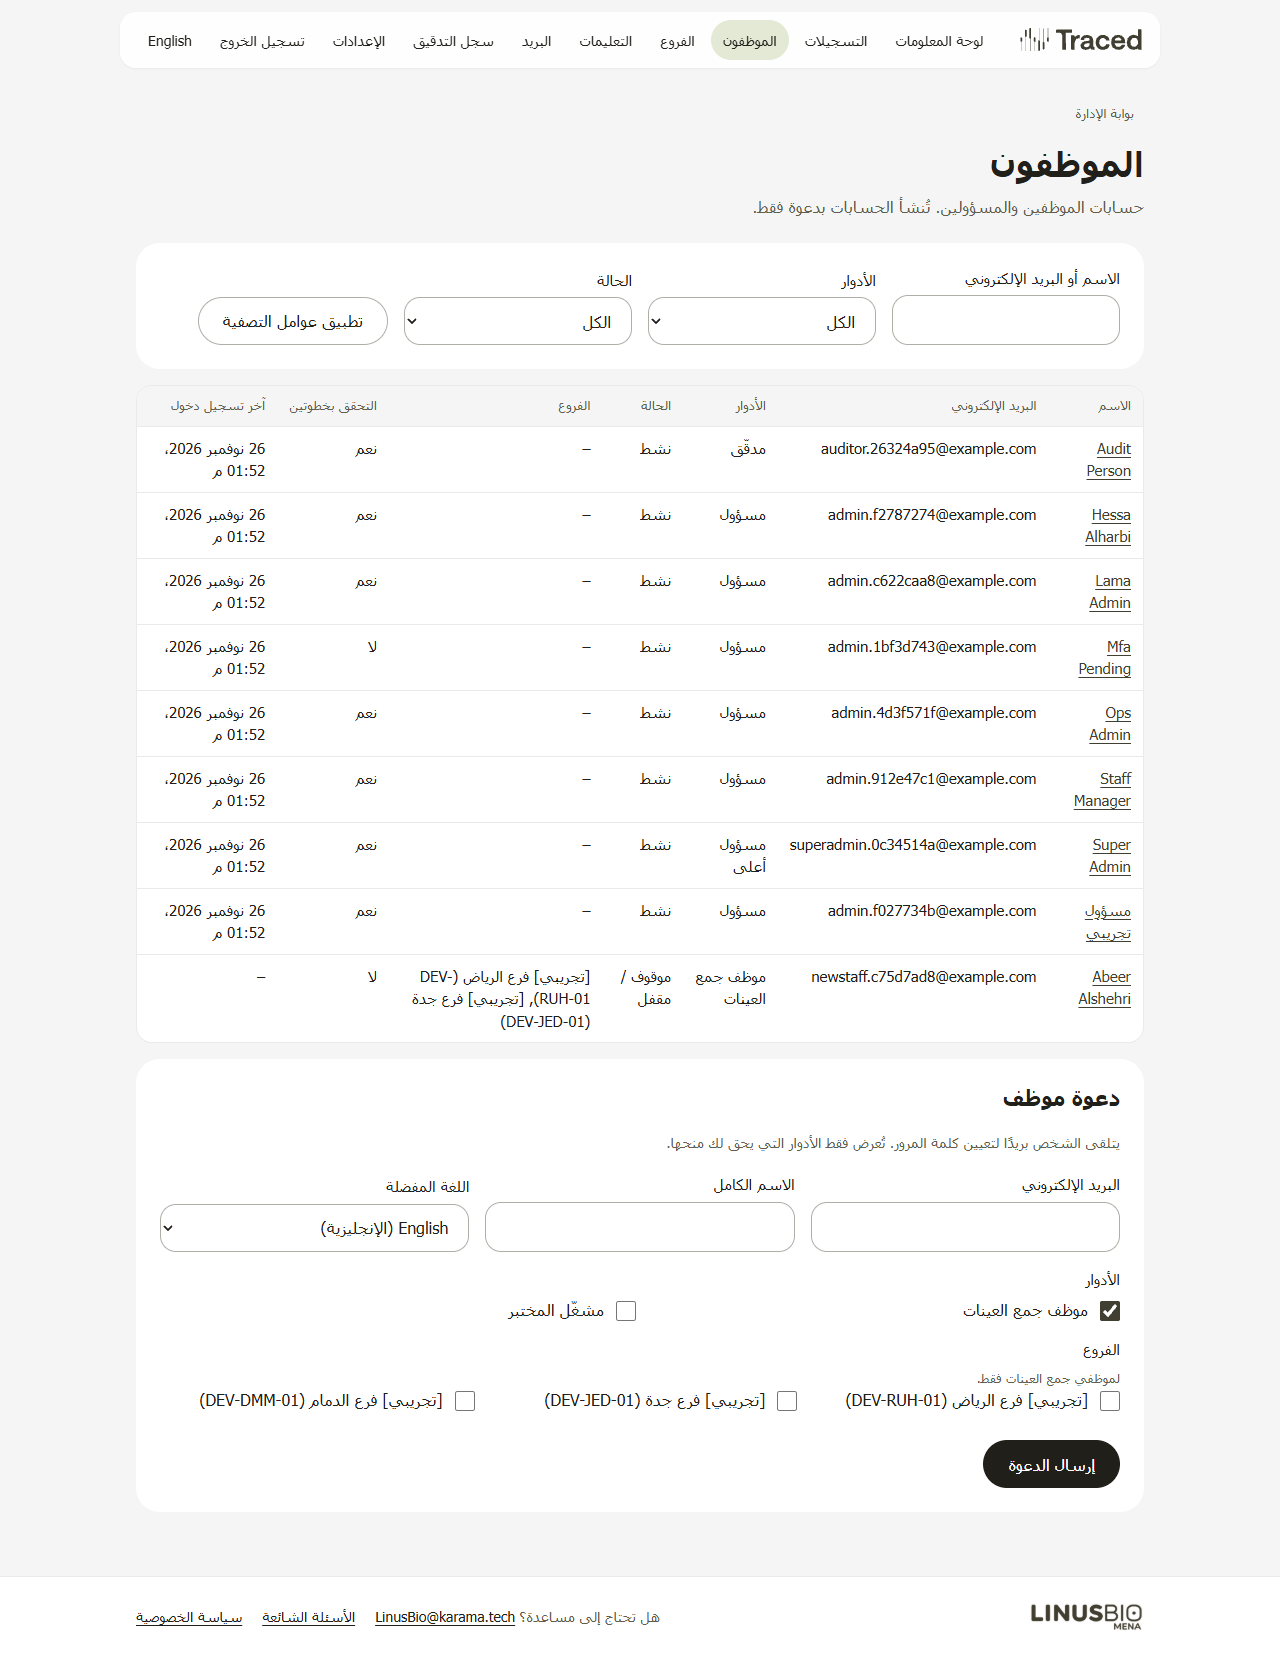 Traced
لوحة المعلومات
التسجيلات
الموظفون
الفروع
التعليمات
البريد
سجل التدقيق
الإعدادات
تسجيل الخروج
English
بوابة الإدارة
الموظفون
حسابات الموظفين والمسؤولين. تُنشأ الحسابات بدعوة فقط.
الاسم أو البريد الإلكتروني
الأدوار
الكل
الحالة
الكل
تطبيق عوامل التصفية
الاسم البريد الإلكتروني الأدوار الحالة الفروع التحقق بخطوتين آخر تسجيل دخول
Audit Person auditor.26324a95@example.com مدقّق نشط – نعم 26 نوفمبر 2026، 01:52 م
Hessa Alharbi admin.f2787274@example.com مسؤول نشط – نعم 26 نوفمبر 2026، 01:52 م
Lama Admin admin.c622caa8@example.com مسؤول نشط – نعم 26 نوفمبر 2026، 01:52 م
Mfa Pending admin.1bf3d743@example.com مسؤول نشط – لا 26 نوفمبر 2026، 01:52 م
Ops Admin admin.4d3f571f@example.com مسؤول نشط – نعم 26 نوفمبر 2026، 01:52 م
Staff Manager admin.912e47c1@example.com مسؤول نشط – نعم 26 نوفمبر 2026، 01:52 م
Super Admin superadmin.0c34514a@example.com مسؤول أعلى نشط – نعم 26 نوفمبر 2026، 01:52 م
مسؤول تجريبي admin.f027734b@example.com مسؤول نشط – نعم 26 نوفمبر 2026، 01:52 م
Abeer Alshehri newstaff.c75d7ad8@example.com موظف جمع العينات موقوف / مقفل [تجريبي] فرع الرياض (DEV-RUH-01), [تجريبي] فرع جدة (DEV-JED-01) لا –
دعوة موظف
يتلقى الشخص بريدًا لتعيين كلمة المرور. تُعرض فقط الأدوار التي يحق لك منحها.
البريد الإلكتروني
الاسم الكامل
اللغة المفضلة
English (الإنجليزية)
الأدوار
موظف جمع العينات
مشغّل المختبر
الفروع
لموظفي جمع العينات فقط.
[تجريبي] فرع الرياض (DEV-RUH-01)
[تجريبي] فرع جدة (DEV-JED-01)
[تجريبي] فرع الدمام (DEV-DMM-01)
إرسال الدعوة
LINUSBIO
MENA
هل تحتاج إلى مساعدة؟ LinusBio@karama.tech
الأسئلة الشائعة
سياسة الخصوصية